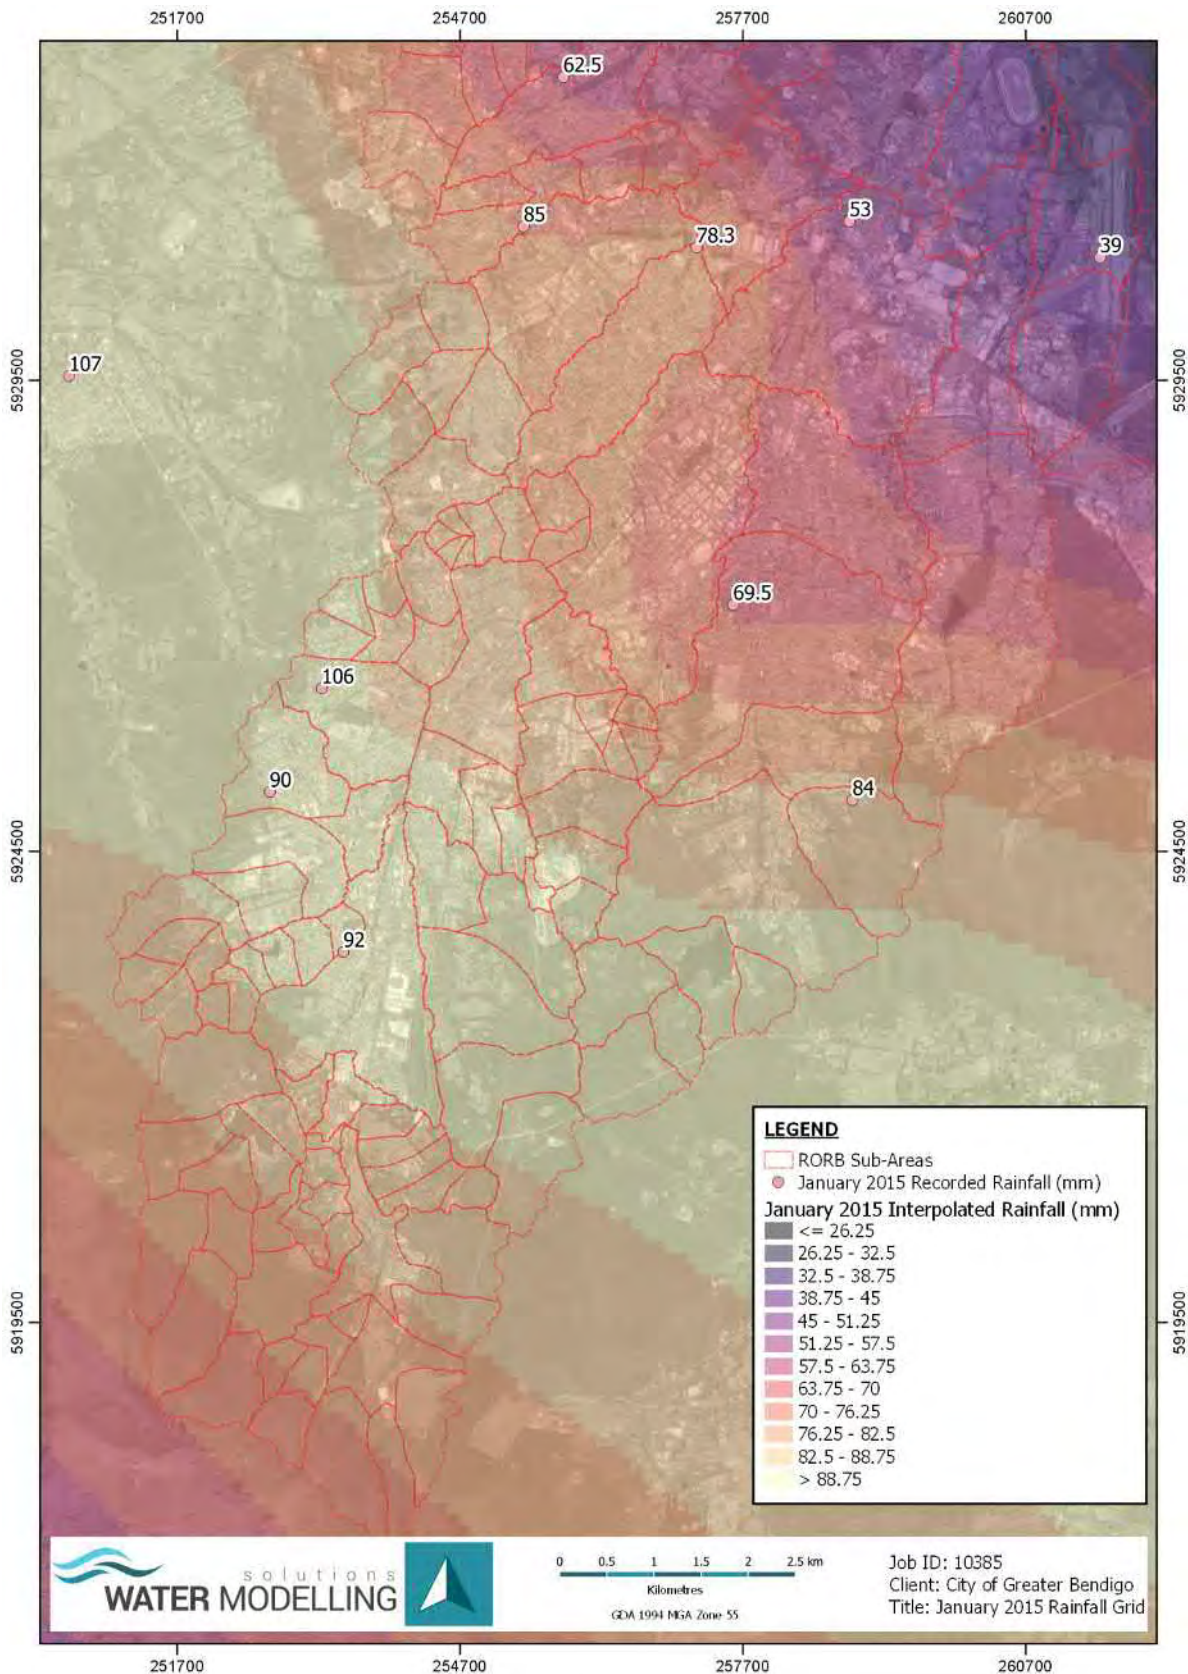 251700 254700 257700 260700
62.5
85
53
78.3
39
107
5929500 5929500
69.5
106
90
84
5924500 5924500
92
LEGEND
RORB Sub-Areas
January 2015 Recorded Rainfall (mm)
January 2015 Interpolated Rainfall (mm)
<= 26.25
26.25 - 32.5
32.5 - 38.75
38.75 - 45
45 - 51.25
51.25 - 57.5
57.5 - 63.75
63.75 - 70
70 - 76.25
76.25 - 82.5
82.5 - 88.75
> 88.75
5919500 5919500
solutions
WATER MODELLING
0 0.5 1 1.5 2 2.5 km
Kilometres
GDA 1994 MGA Zone 55
Job ID: 10385
Client: City of Greater Bendigo
Title: January 2015 Rainfall Grid
251700 254700 257700 260700